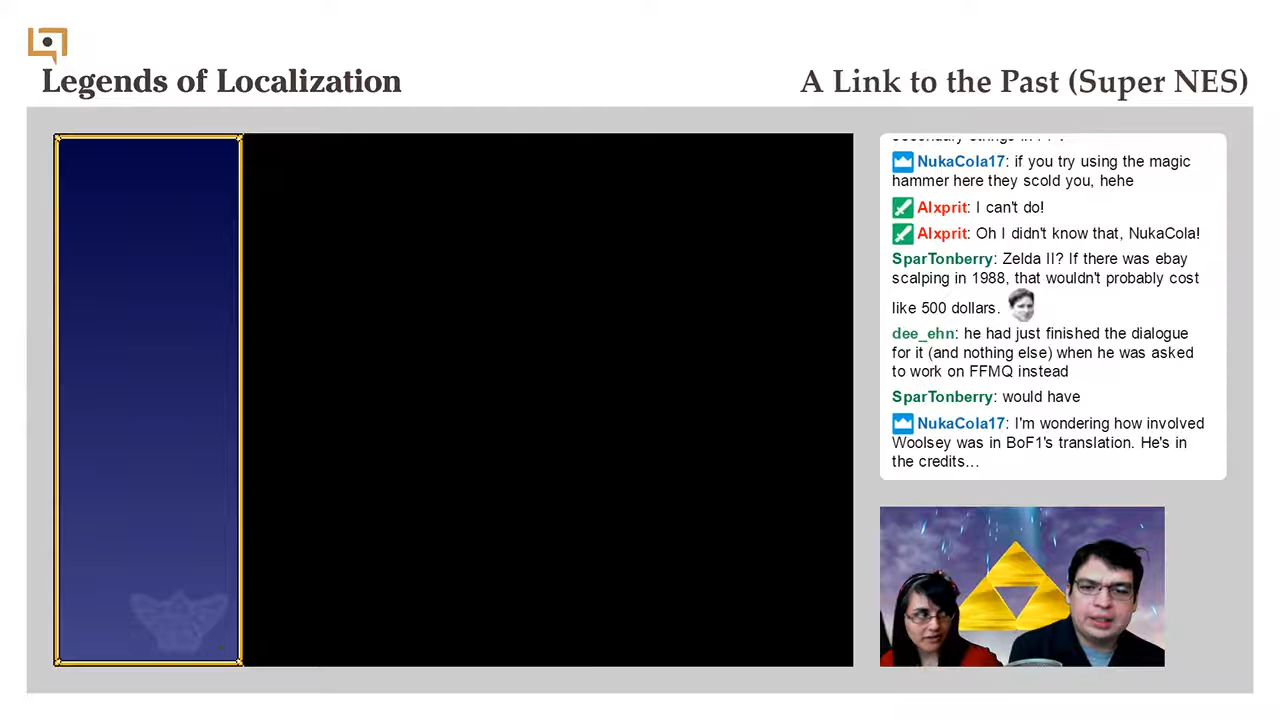 Legends of Localization
A Link to the Past (Super NES)
NukaCola17: if you try using the magic
hammer here they scold you, hehe
Alxprit: I can't do!
Alxprit: Oh I didn't know that, NukaCola!
SparTonberry: Zelda II? If there was ebay
scalping in 1988, that wouldn't probably cost
like 500 dollars.
dee_ehn: he had just finished the dialogue
for it (and nothing else) when he was asked
to work on FFMQ instead
SparTonberry: would have
NukaCola17: I'm wondering how involved
Woolsey was in BoF1's translation. He's in
the credits...